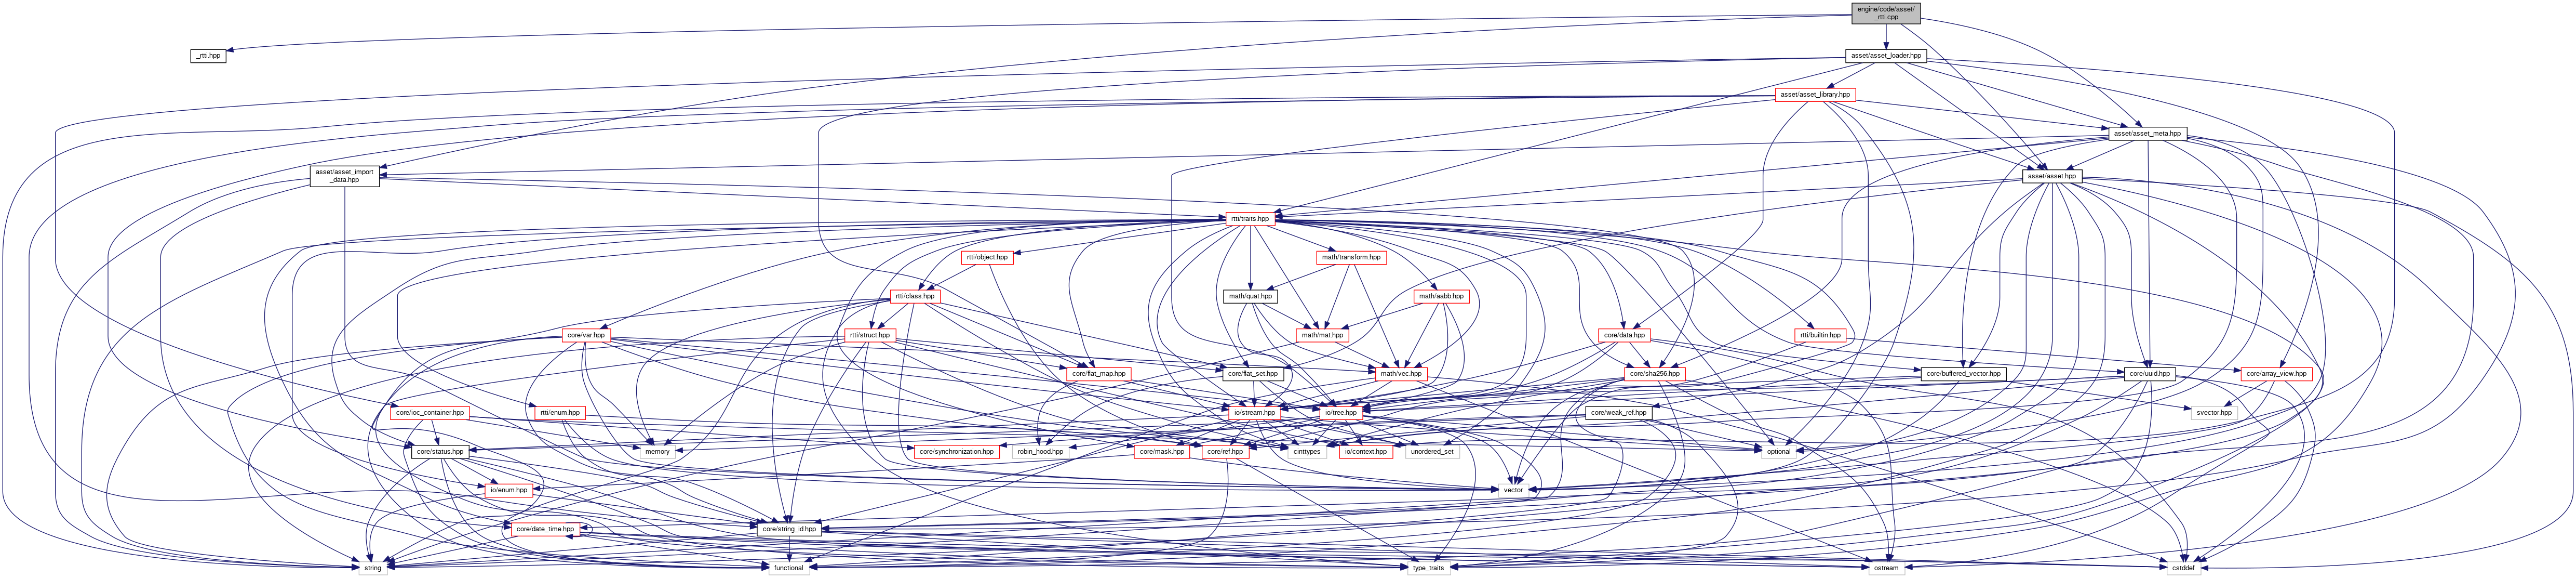 engine/code/asset/
_rtti.cpp
_rtti.hpp
asset/asset_loader.hpp
asset/asset_library.hpp
asset/asset_meta.hpp
asset/asset_import
_data.hpp
asset/asset.hpp
rtti/traits.hpp
rtti/object.hpp
math/transform.hpp
rtti/class.hpp
math/quat.hpp
math/aabb.hpp
core/var.hpp
rtti/struct.hpp
math/mat.hpp
core/data.hpp
rtti/builtin.hpp
core/flat_map.hpp
core/flat_set.hpp
math/vec.hpp
core/sha256.hpp
core/buffered_vector.hpp
core/uuid.hpp
core/array_view.hpp
core/ioc_container.hpp
rtti/enum.hpp
io/stream.hpp
io/tree.hpp
core/weak_ref.hpp
svector.hpp
core/status.hpp
memory
core/synchronization.hpp
robin_hood.hpp
core/mask.hpp
core/ref.hpp
cinttypes
io/context.hpp
unordered_set
optional
io/enum.hpp
vector
core/date_time.hpp
core/string_id.hpp
string
functional
type_traits
ostream
cstddef